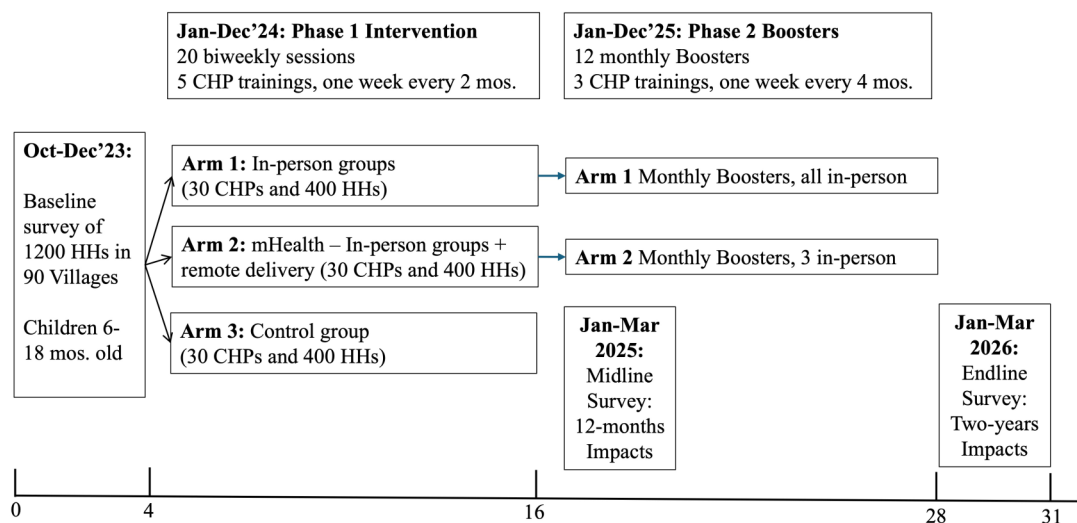 Jan-Dec’24: Phase 1 Intervention
20 biweekly sessions
5 CHP trainings, one week every 2 mos.
Jan-Dec’25: Phase 2 Boosters
12 monthly Boosters
3 CHP trainings, one week every 4 mos.
Oct-Dec’23:
Baseline
survey of
1200 HHs in
90 Villages
Children 6-
18 mos. old
Arm 1: In-person groups
(30 CHPs and 400 HHs)
Arm 1 Monthly Boosters, all in-person
Arm 2: mHealth – In-person groups +
remote delivery (30 CHPs and 400 HHs)
Arm 2 Monthly Boosters, 3 in-person
Arm 3: Control group
(30 CHPs and 400 HHs)
Jan-Mar
2025:
Midline
Survey:
12-months
Impacts
Jan-Mar
2026:
Endline
Survey:
Two-years
Impacts
0
4
16
28
31